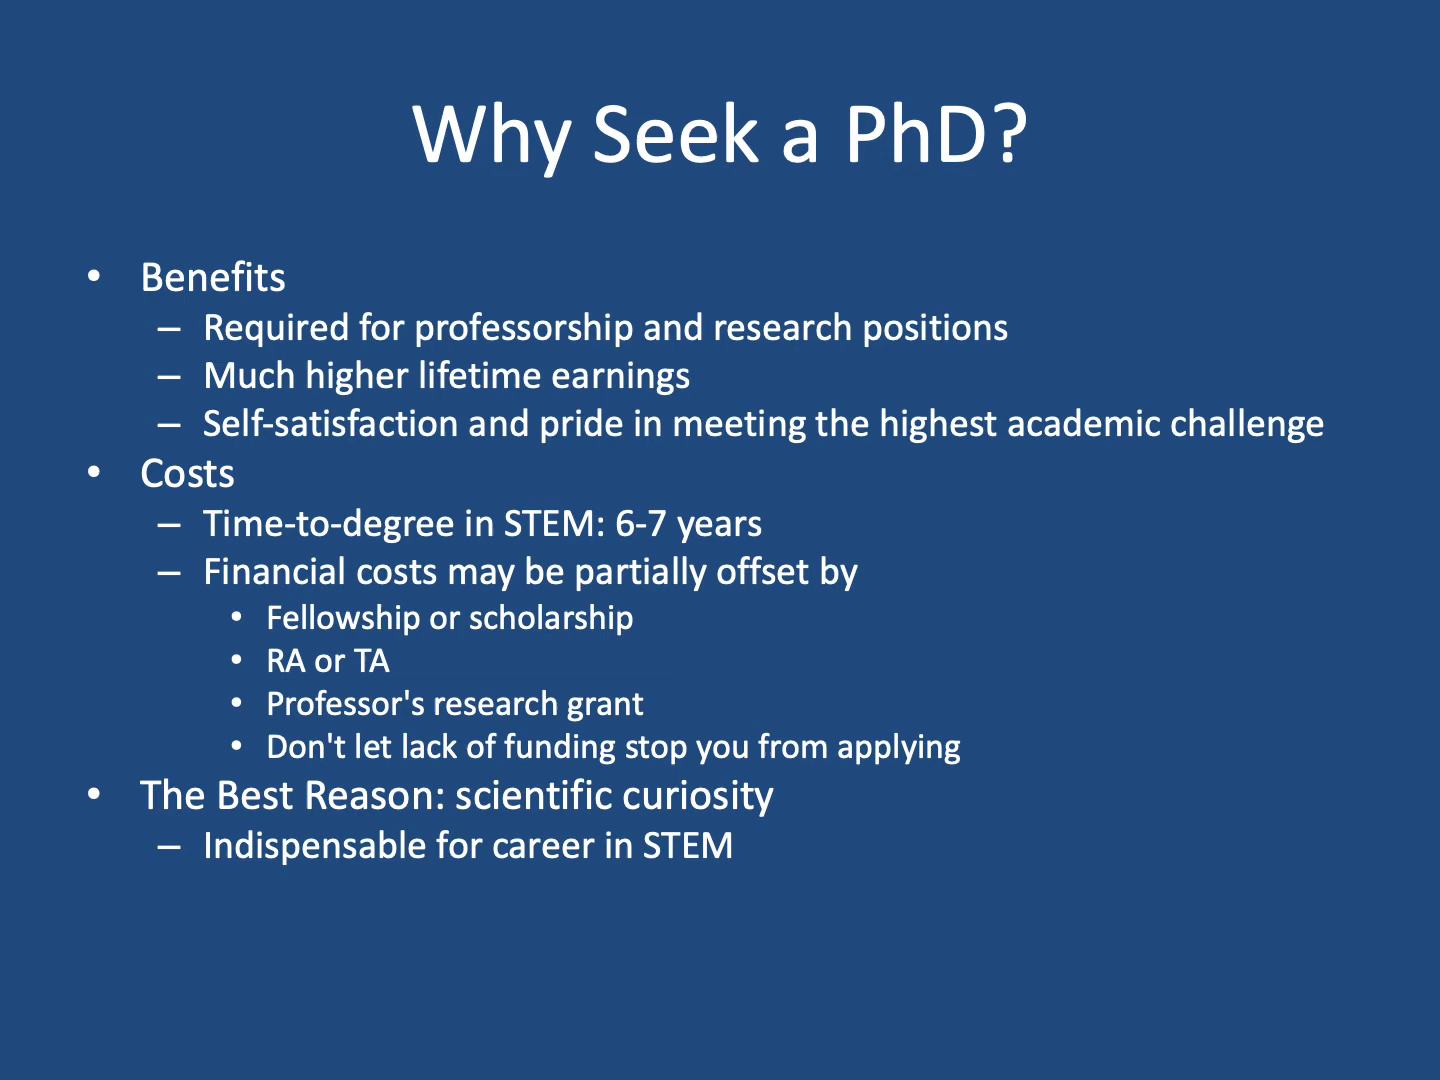 Why Seek a PhD?
• Benefits
– Required for professorship and research positions
– Much higher lifetime earnings
– Self-satisfaction and pride in meeting the highest academic challenge
• Costs
– Time-to-degree in STEM: 6-7 years
– Financial costs may be partially offset by
• Fellowship or scholarship
• RA or TA
• Professor's research grant
• Don't let lack of funding stop you from applying
• The Best Reason: scientific curiosity
– Indispensable for career in STEM